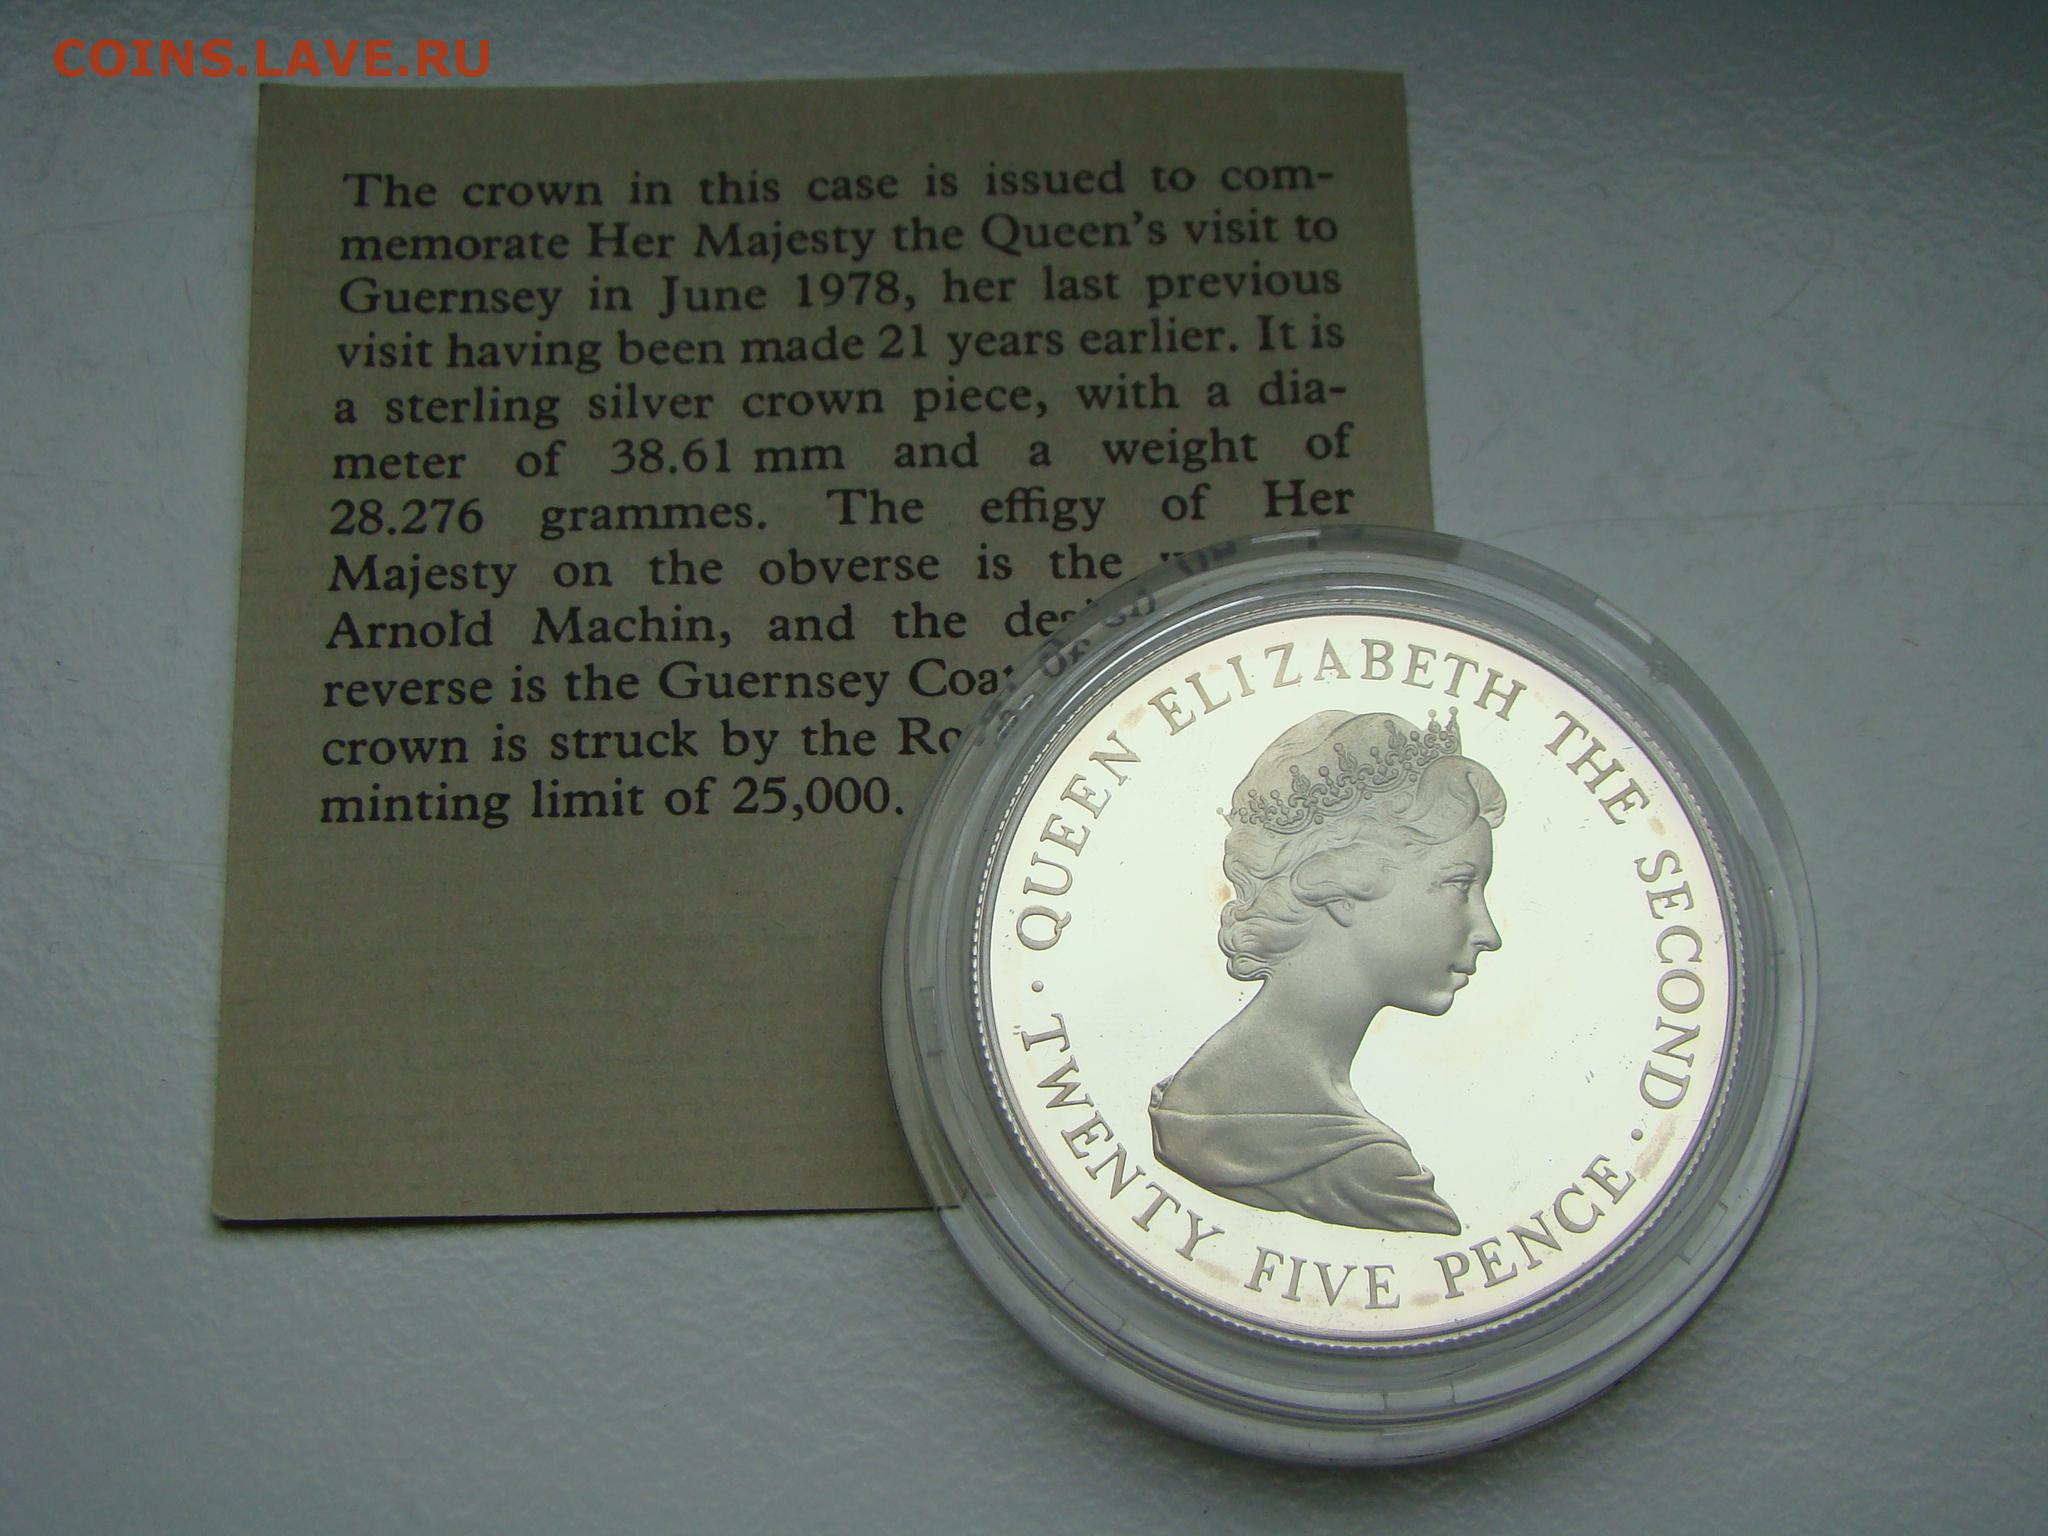 COINS.LAVE.RU
The crown in this case is issued to com-
memorate Her Majesty the Queen's visit to
Guernsey in June 1978, her last previous
visit having been made 21 years earlier. It is
a sterling silver crown piece, with a dia-
meter of 38.61 mm and a weight of
28.276 grammes. The effigy of Her
Majesty on the obverse is the
Arnold Machin, and the
reverse is the Guernsey
crown is struck by the
minting limit of 25,000.
· QUEEN ELIZABETH THE SECOND ·
TWENTY FIVE PENCE